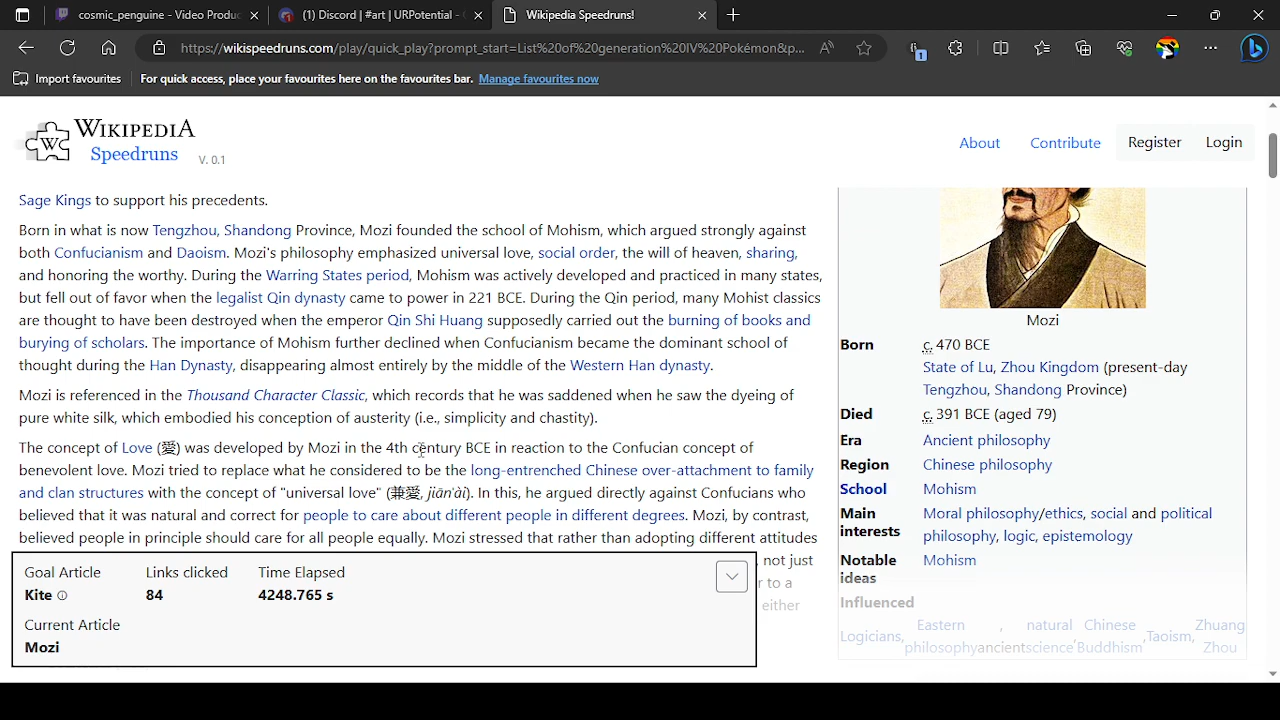 cosmic_penguine - Video Produc
(1) Discord | #art | URPotential -
Wikipedia Speedruns!
https://wikispeedruns.com/play/quick_play?prompt_start=List%20of%20generation%20IV%20Pokémon&p...
1
Import favourites
For quick access, place your favourites here on the favourites bar. Manage favourites now
W
WIKIPEDIA
Speedruns
V. 0.1
About
Contribute
Register
Login
Sage Kings to support his precedents.
Born in what is now Tengzhou, Shandong Province, Mozi founded the school of Mohism, which argued strongly against
both Confucianism and Daoism. Mozi's philosophy emphasized universal love, social order, the will of heaven, sharing,
and honoring the worthy. During the Warring States period, Mohism was actively developed and practiced in many states,
but fell out of favor when the legalist Qin dynasty came to power in 221 BCE. During the Qin period, many Mohist classics
are thought to have been destroyed when the emperor Qin Shi Huang supposedly carried out the burning of books and
burying of scholars. The importance of Mohism further declined when Confucianism became the dominant school of
thought during the Han Dynasty, disappearing almost entirely by the middle of the Western Han dynasty.
Mozi is referenced in the Thousand Character Classic, which records that he was saddened when he saw the dyeing of
pure white silk, which embodied his conception of austerity (i.e., simplicity and chastity).
The concept of Love (愛) was developed by Mozi in the 4th century BCE in reaction to the Confucian concept of
benevolent love. Mozi tried to replace what he considered to be the long-entrenched Chinese over-attachment to family
and clan structures with the concept of "universal love" (兼愛, jiān'ài). In this, he argued directly against Confucians who
believed that it was natural and correct for people to care about different people in different degrees. Mozi, by contrast,
believed people in principle should care for all people equally. Mozi stressed that rather than adopting different attitudes
, not just
r to a
either
Mozi
Born
c. 470 BCE
State of Lu, Zhou Kingdom (present-day
Tengzhou, Shandong Province)
Died
c. 391 BCE (aged 79)
Era
Ancient philosophy
Region
Chinese philosophy
School
Mohism
Main
interests
Moral philosophy/ethics, social and political
philosophy, logic, epistemology
Notable
ideas
Mohism
Influenced
Logicians, Eastern philosophy, ancient natural science, Chinese Buddhism, Taoism, Zhuang Zhou
Goal Article
Kite
Links clicked
84
Time Elapsed
4248.765 s
Current Article
Mozi